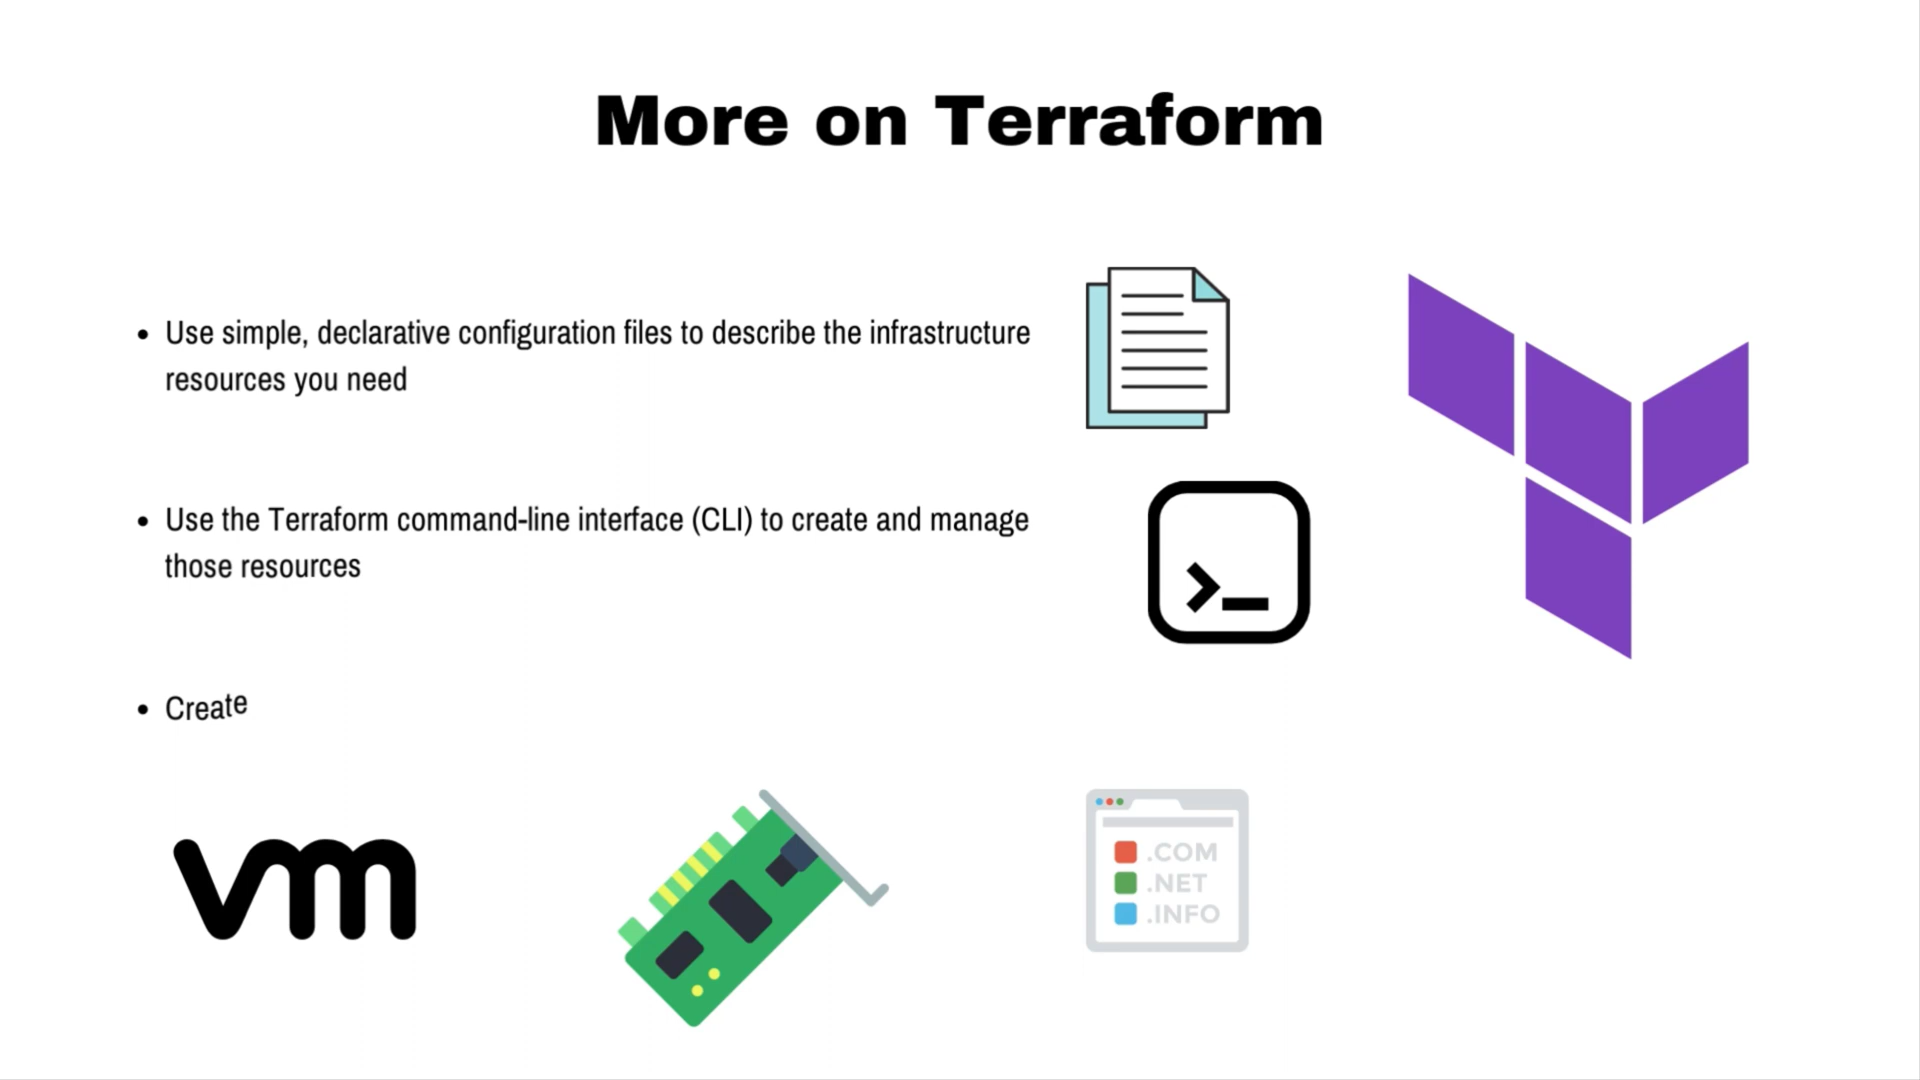 More on Terraform
• Use simple, declarative configuration files to describe the infrastructure
resources you need
• Use the Terraform command-line interface (CLI) to create and manage
those resources
• Create
vm
.COM
.NET
.INFO